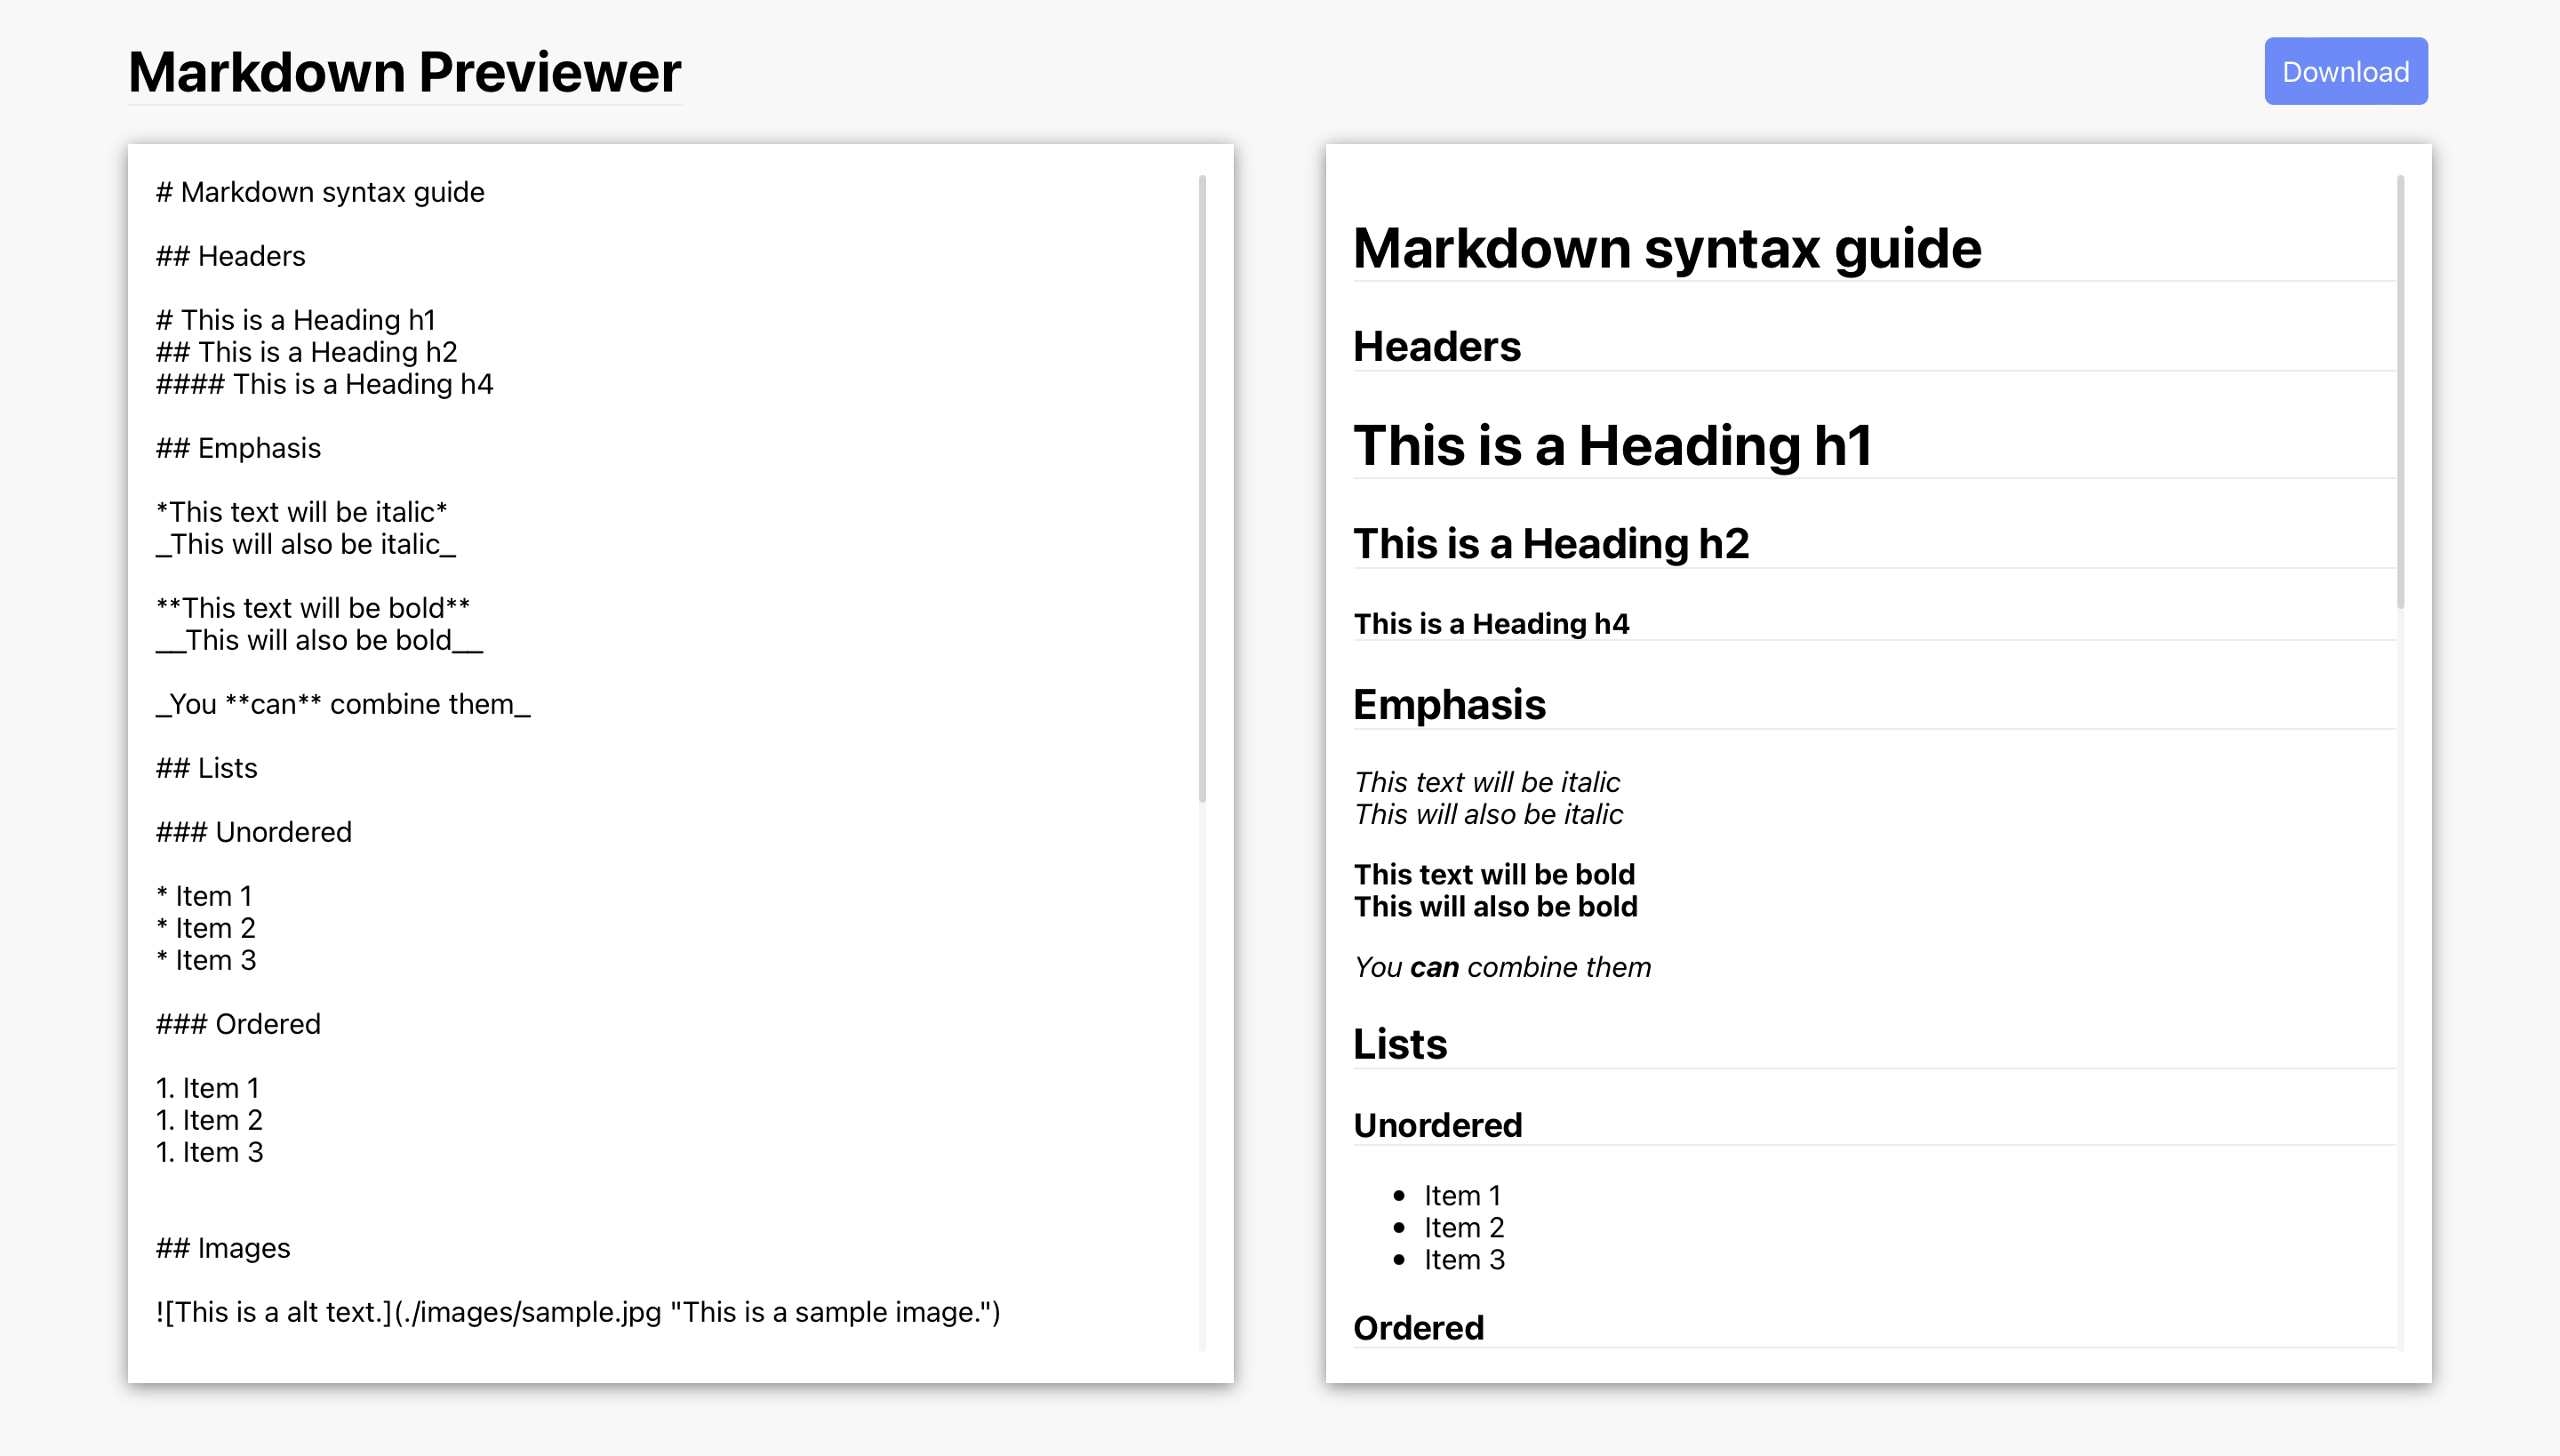 Markdown Previewer
Download
# Markdown syntax guide
## Headers
# This is a Heading h1
## This is a Heading h2
#### This is a Heading h4
## Emphasis
*This text will be italic*
_This will also be italic_
**This text will be bold**
__This will also be bold__
_You **can** combine them_
## Lists
### Unordered
* Item 1
* Item 2
* Item 3
### Ordered
1. Item 1
1. Item 2
1. Item 3
## Images
![This is a alt text.](./images/sample.jpg "This is a sample image.")
Markdown syntax guide
Headers
This is a Heading h1
This is a Heading h2
This is a Heading h4
Emphasis
This text will be italic
This will also be italic
This text will be bold
This will also be bold
You can combine them
Lists
Unordered
• Item 1
• Item 2
• Item 3
Ordered